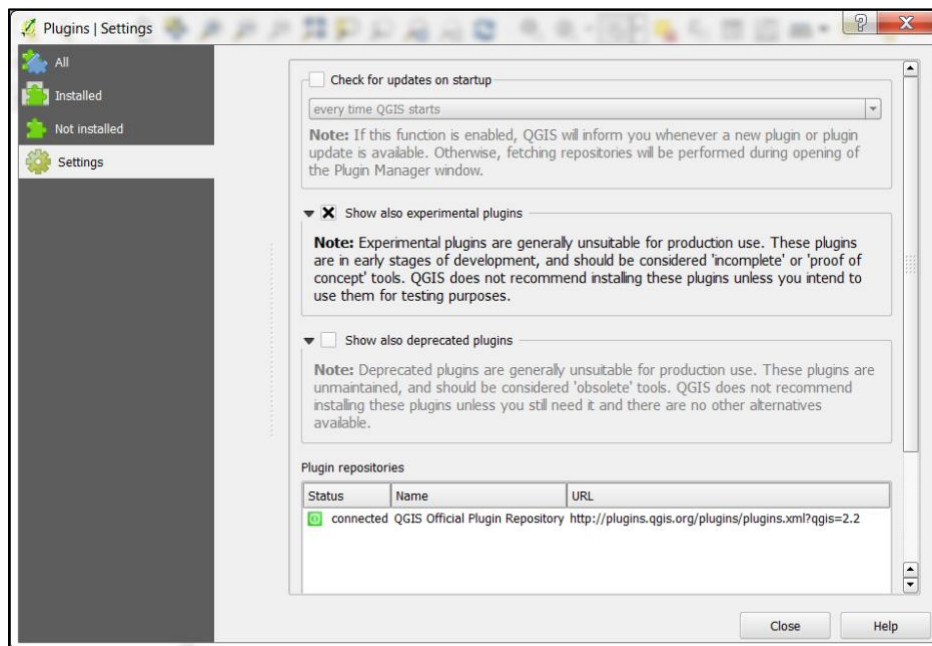 Plugins | Settings
All
Installed
Not installed
Settings
Check for updates on startup
every time QGIS starts
Note: If this function is enabled, QGIS will inform you whenever a new plugin or plugin
update is available. Otherwise, fetching repositories will be performed during opening of
the Plugin Manager window.
Show also experimental plugins
Note: Experimental plugins are generally unsuitable for production use. These plugins
are in early stages of development, and should be considered 'incomplete' or 'proof of
concept' tools. QGIS does not recommend installing these plugins unless you intend to
use them for testing purposes.
Show also deprecated plugins
Note: Deprecated plugins are generally unsuitable for production use. These plugins are
unmaintained, and should be considered 'obsolete' tools. QGIS does not recommend
installing these plugins unless you still need it and there are no other alternatives
available.
Plugin repositories
Status Name URL
connected QGIS Official Plugin Repository http://plugins.qgis.org/plugins/plugins.xml?qgis=2.2
Close Help